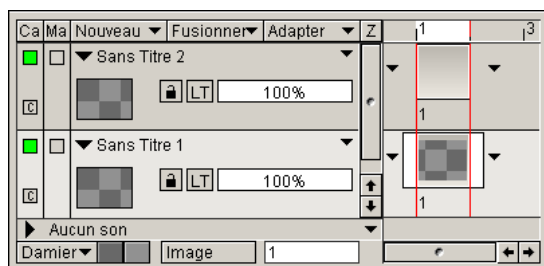 Ca Ma Nouveau Fusionner Adapter Z 1 3
Sans Titre 2
LT 100%
C 1
Sans Titre 1
LT 100%
C 1
Aucun son
Damier Image 1